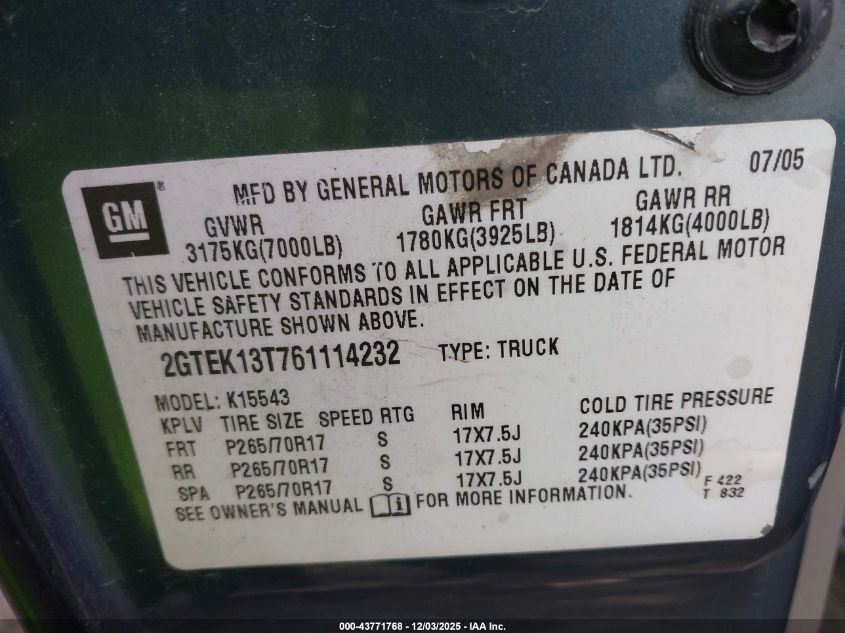 MFD BY GENERAL MOTORS OF CANADA LTD. 07/05
GM®
GVWR GAWR FRT GAWR RR
3175KG(7000LB) 1780KG(3925LB) 1814KG(4000LB)
THIS VEHICLE CONFORMS TO ALL APPLICABLE U.S. FEDERAL MOTOR
VEHICLE SAFETY STANDARDS IN EFFECT ON THE DATE OF
MANUFACTURE SHOWN ABOVE.
2GTEK13T761114232 TYPE: TRUCK
MODEL: K15543
KPLV TIRE SIZE SPEED RTG RIM COLD TIRE PRESSURE
FRT P265/70R17 S 17X7.5J 240KPA(35PSI)
RR P265/70R17 S 17X7.5J 240KPA(35PSI)
SPA P265/70R17 S 17X7.5J 240KPA(35PSI)
SEE OWNER'S MANUAL FOR MORE INFORMATION.
F 422
T 832
000-43771768 - 12/03/2025 - IAA Inc.